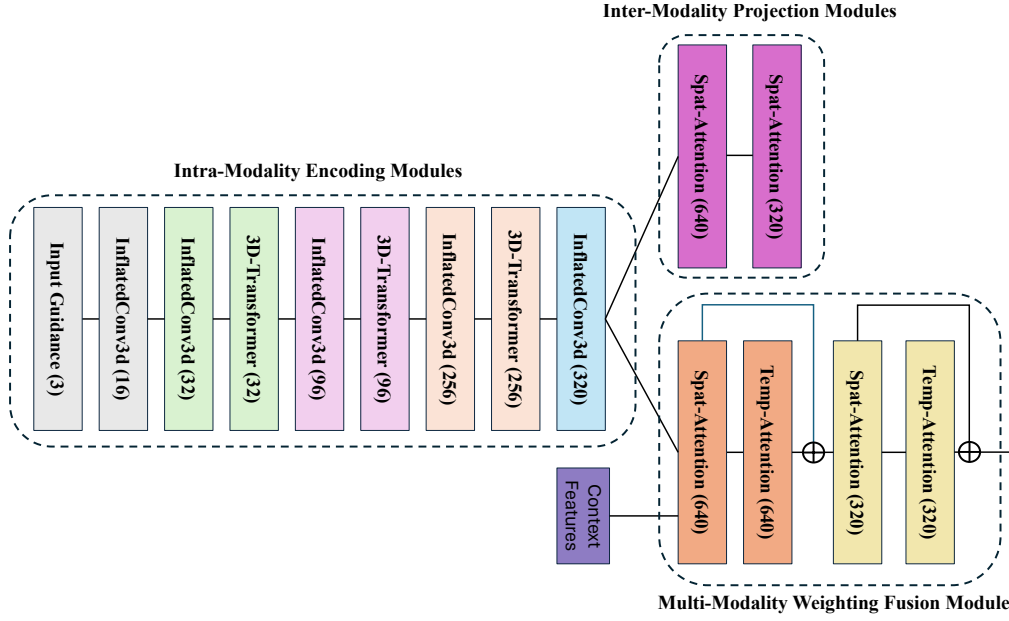 Inter-Modality Projection Modules
Spat-Attention (640)
Spat-Attention (320)
Intra-Modality Encoding Modules
Input Guidance (3)
InflatedConv3d (16)
InflatedConv3d (32)
3D-Transformer (32)
InflatedConv3d (96)
3D-Transformer (96)
InflatedConv3d (256)
3D-Transformer (256)
InflatedConv3d (320)
Spat-Attention (640)
Temp-Attention (640)
Spat-Attention (320)
Temp-Attention (320)
Context
Features
Multi-Modality Weighting Fusion Module